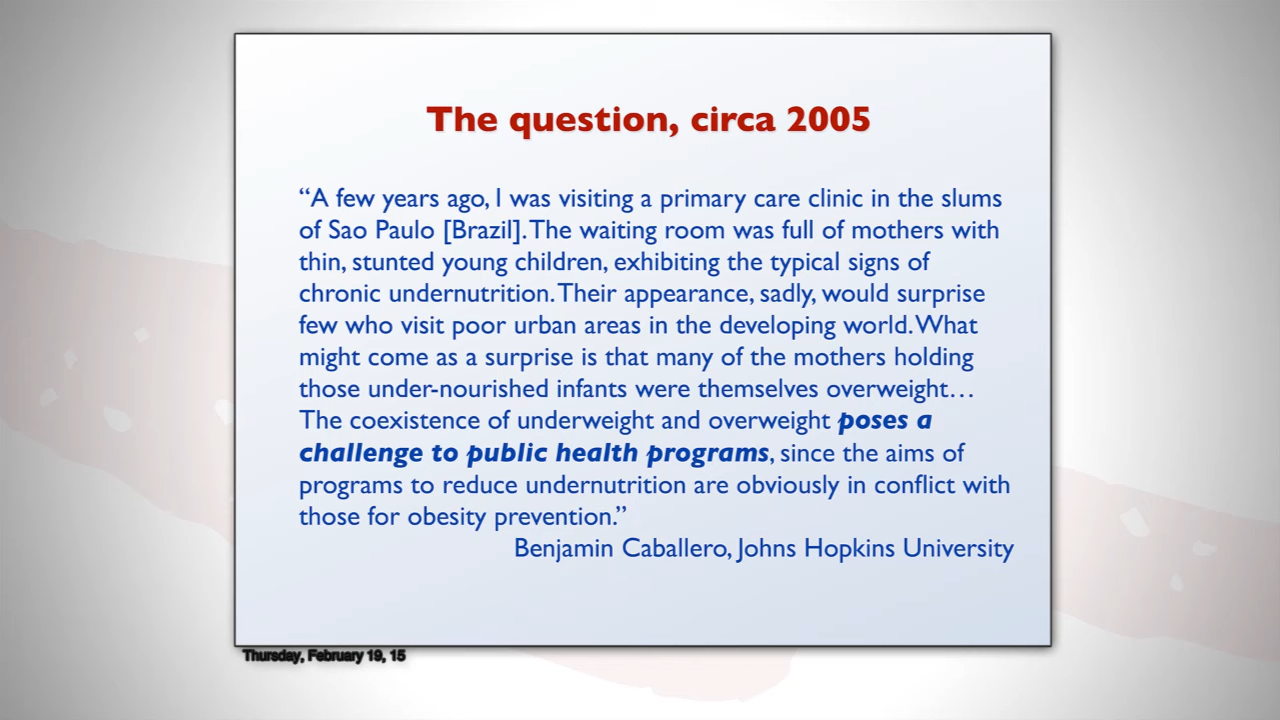 The question, circa 2005
“A few years ago, I was visiting a primary care clinic in the slums
of Sao Paulo [Brazil]. The waiting room was full of mothers with
thin, stunted young children, exhibiting the typical signs of
chronic undernutrition. Their appearance, sadly, would surprise
few who visit poor urban areas in the developing world. What
might come as a surprise is that many of the mothers holding
those under-nourished infants were themselves overweight…
The coexistence of underweight and overweight poses a
challenge to public health programs, since the aims of
programs to reduce undernutrition are obviously in conflict with
those for obesity prevention.”
Benjamin Caballero, Johns Hopkins University
Thursday, February 19, 15